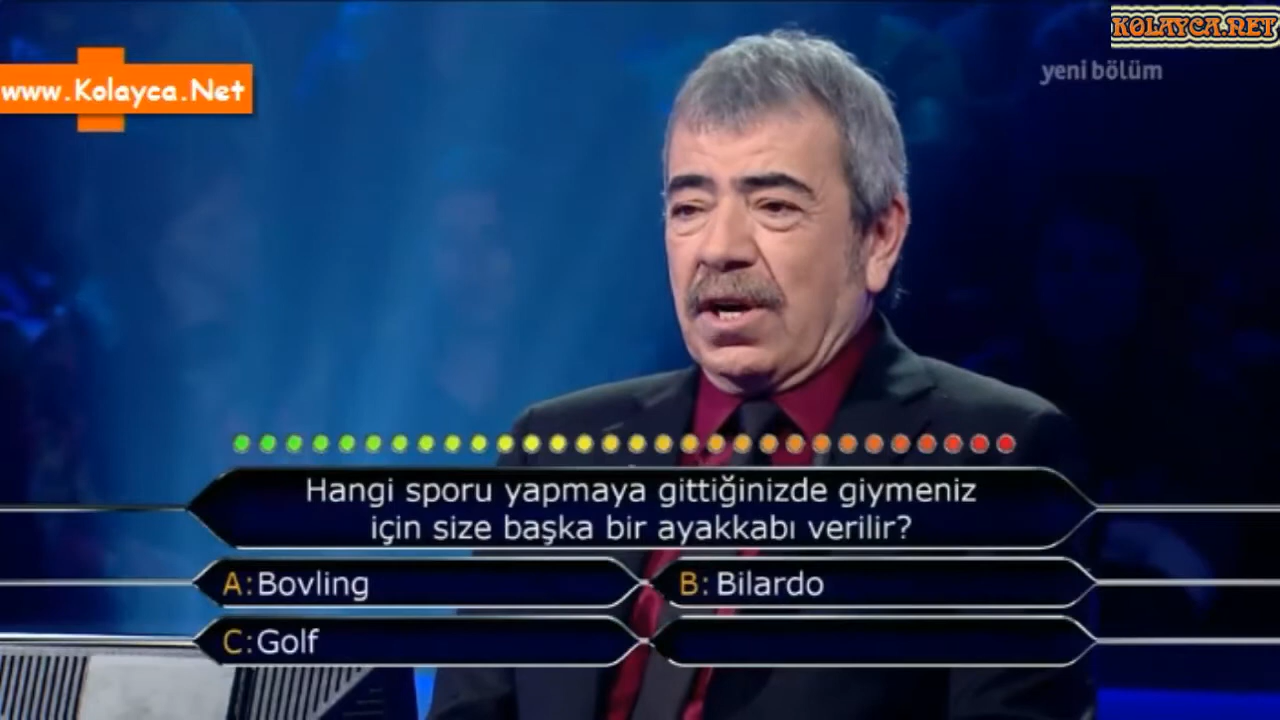 KOLAYCA.NET
yeni bölüm
www.Kolayca.Net
Hangi sporu yapmaya gittiğinizde giymeniz
için size başka bir ayakkabı verilir?
A: Bovling
B: Bilardo
C: Golf